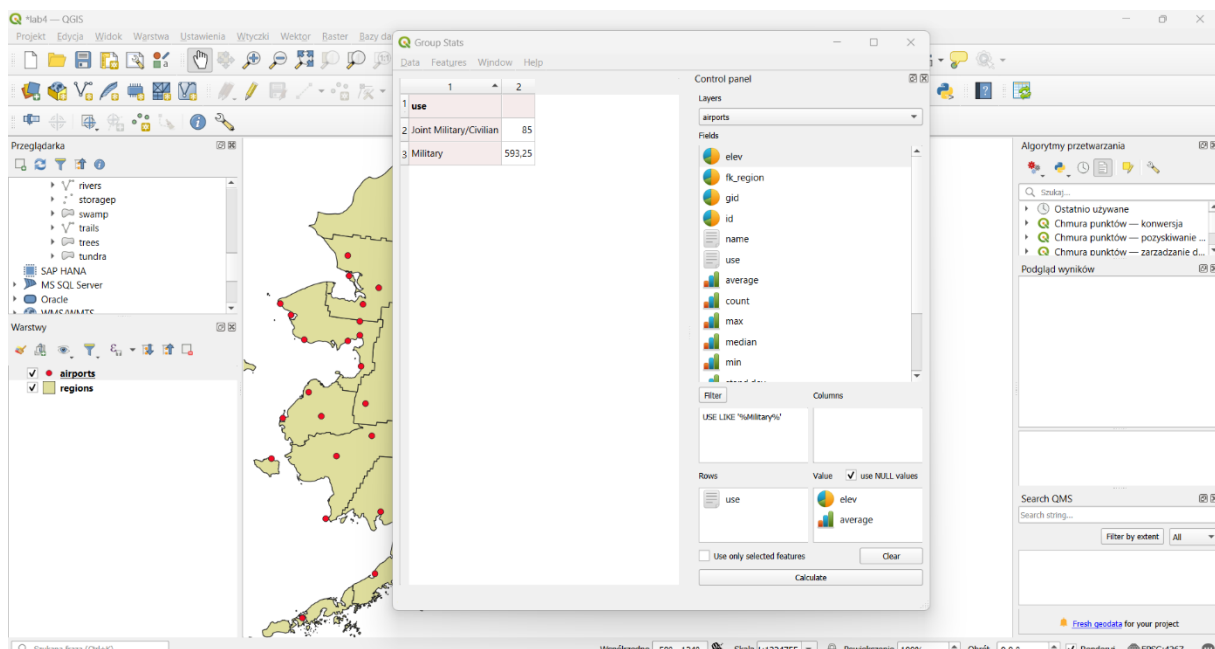 *lab4 — QGIS
Projekt Edycja Widok Warstwa Ustawienia Wtyczki Wektor Raster Bazy da
Group Stats
Data Features Window Help
1 2
1 use
2 Joint Military/Civilian 85
3 Military 593,25
Control panel
Layers
airports
Fields
elev
fk_region
gid
id
name
use
average
count
max
median
min
Filter
Columns
USE LIKE '%Military%'
Rows
Value use NULL values
use
elev
average
Use only selected features
Clear
Calculate
Przeglądarka
rivers
storagep
swamp
trails
trees
tundra
SAP HANA
MS SQL Server
Oracle
Warstwy
airports
regions
Algorytmy przetwarzania
Szukaj...
Ostatnio używane
Chmura punktów — konwersja
Chmura punktów — pozyskiwanie ...
Chmura punktów — zarzadzanie d...
Podgląd wyników
Search QMS
Search string...
Filter by extent All
Fresh geodata for your project